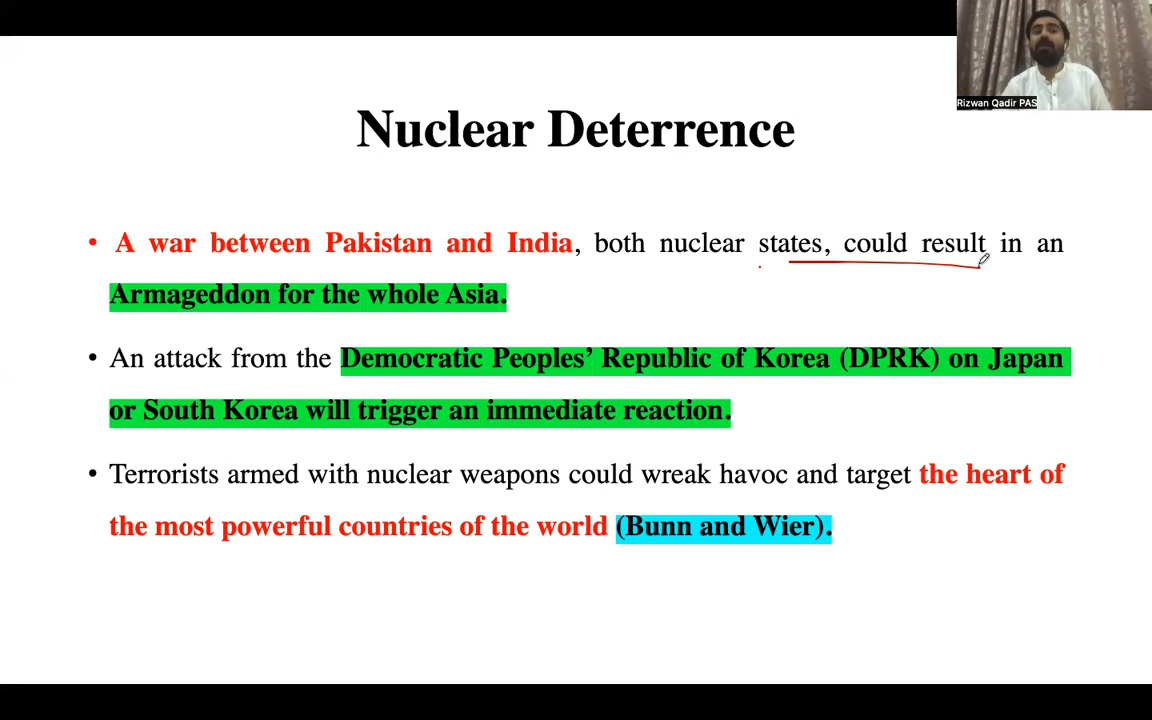 Rizwan Qadir PAS
Nuclear Deterrence
• A war between Pakistan and India, both nuclear states, could result in an
Armageddon for the whole Asia.
• An attack from the Democratic Peoples’ Republic of Korea (DPRK) on Japan
or South Korea will trigger an immediate reaction.
• Terrorists armed with nuclear weapons could wreak havoc and target the heart of
the most powerful countries of the world (Bunn and Wier).